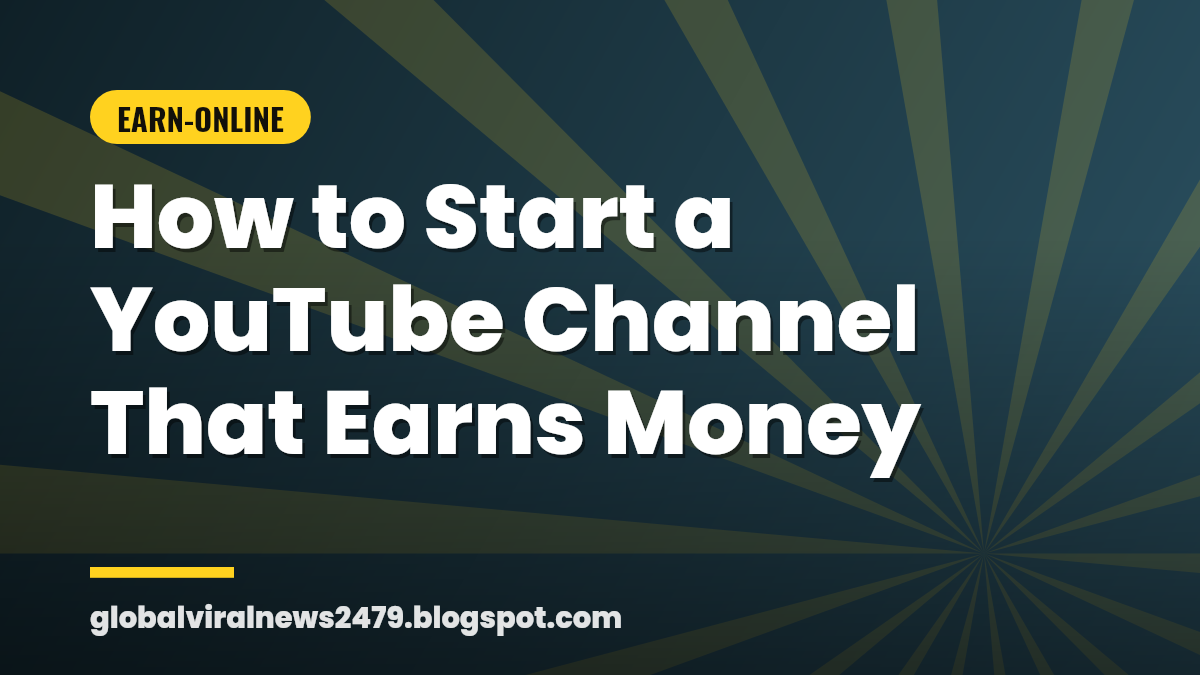 EARN-ONLINE
How to Start a
YouTube Channel
That Earns Money
globalviralnews2479.blogspot.com